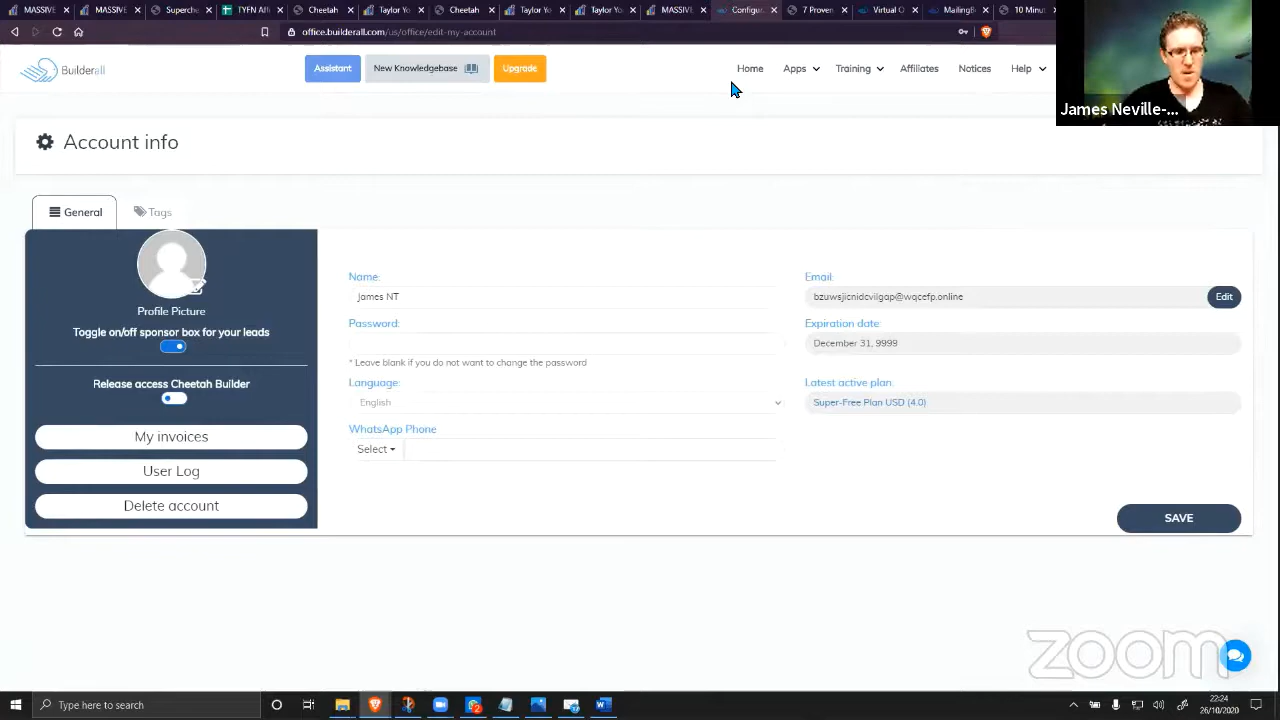 MASSIVE
MASSIVE
Superche
TYFN Affi
Cheetah
Taylor Yo
Cheetah
Taylor Yo
Taylor Yo
MASSIVE
Configu
7 Proven
Virtual O
MailingB
10 Minut
office.builderall.com/us/office/edit-my-account
Builderall
Assistant
New Knowledgebase
Upgrade
Home
Apps
Training
Affiliates
Notices
Help
James Neville-...
Account info
General
Tags
Profile Picture
Toggle on/off sponsor box for your leads
Release access Cheetah Builder
My invoices
User Log
Delete account
Name:
James NT
Password:
* Leave blank if you do not want to change the password
Language:
English
WhatsApp Phone
Select
Email:
bzuwsjicnidcvilgap@wqcefp.online
Edit
Expiration date:
December 31, 9999
Latest active plan:
Super-Free Plan USD (4.0)
SAVE
zoom
Type here to search
22:24
26/10/2020